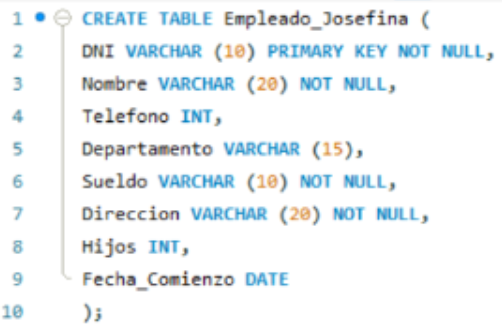 1 CREATE TABLE Empleado_Josefina (
2 DNI VARCHAR (10) PRIMARY KEY NOT NULL,
3 Nombre VARCHAR (20) NOT NULL,
4 Telefono INT,
5 Departamento VARCHAR (15),
6 Sueldo VARCHAR (10) NOT NULL,
7 Direccion VARCHAR (20) NOT NULL,
8 Hijos INT,
9 Fecha_Comienzo DATE
10 );